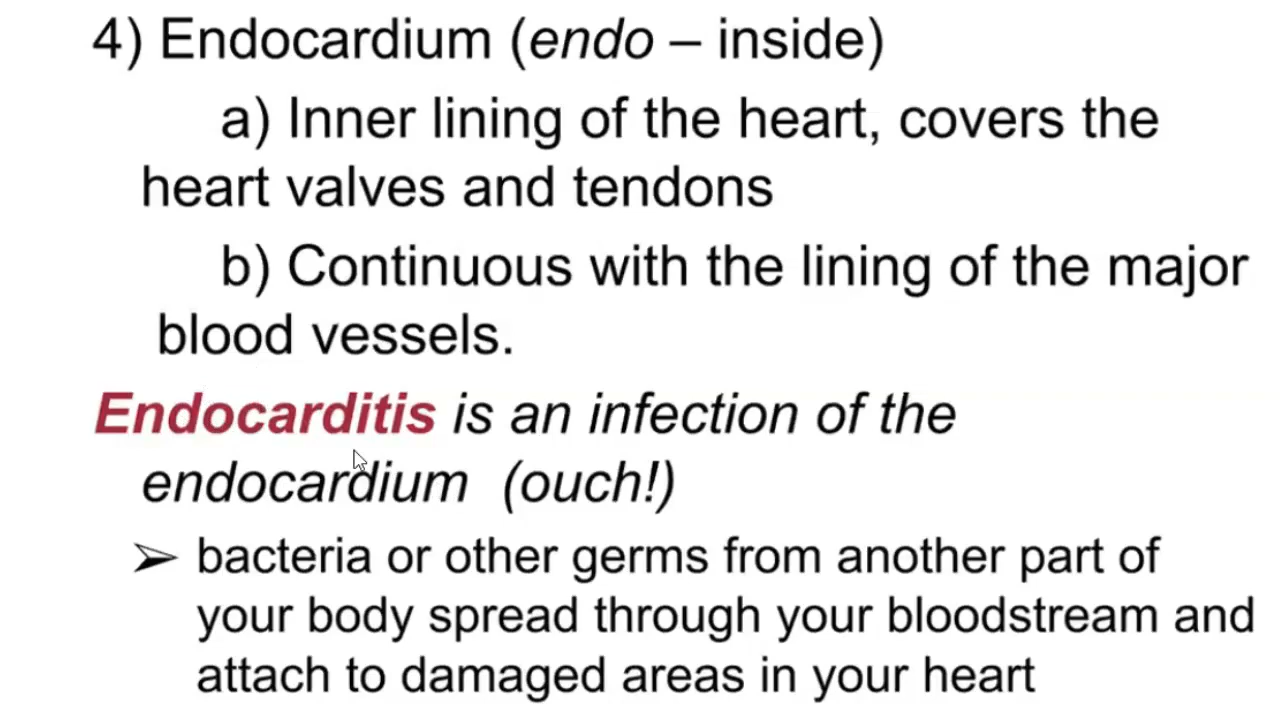 4) Endocardium (endo – inside)
a) Inner lining of the heart, covers the
heart valves and tendons
b) Continuous with the lining of the major
blood vessels.
Endocarditis is an infection of the
endocardium (ouch!)
➢ bacteria or other germs from another part of
your body spread through your bloodstream and
attach to damaged areas in your heart